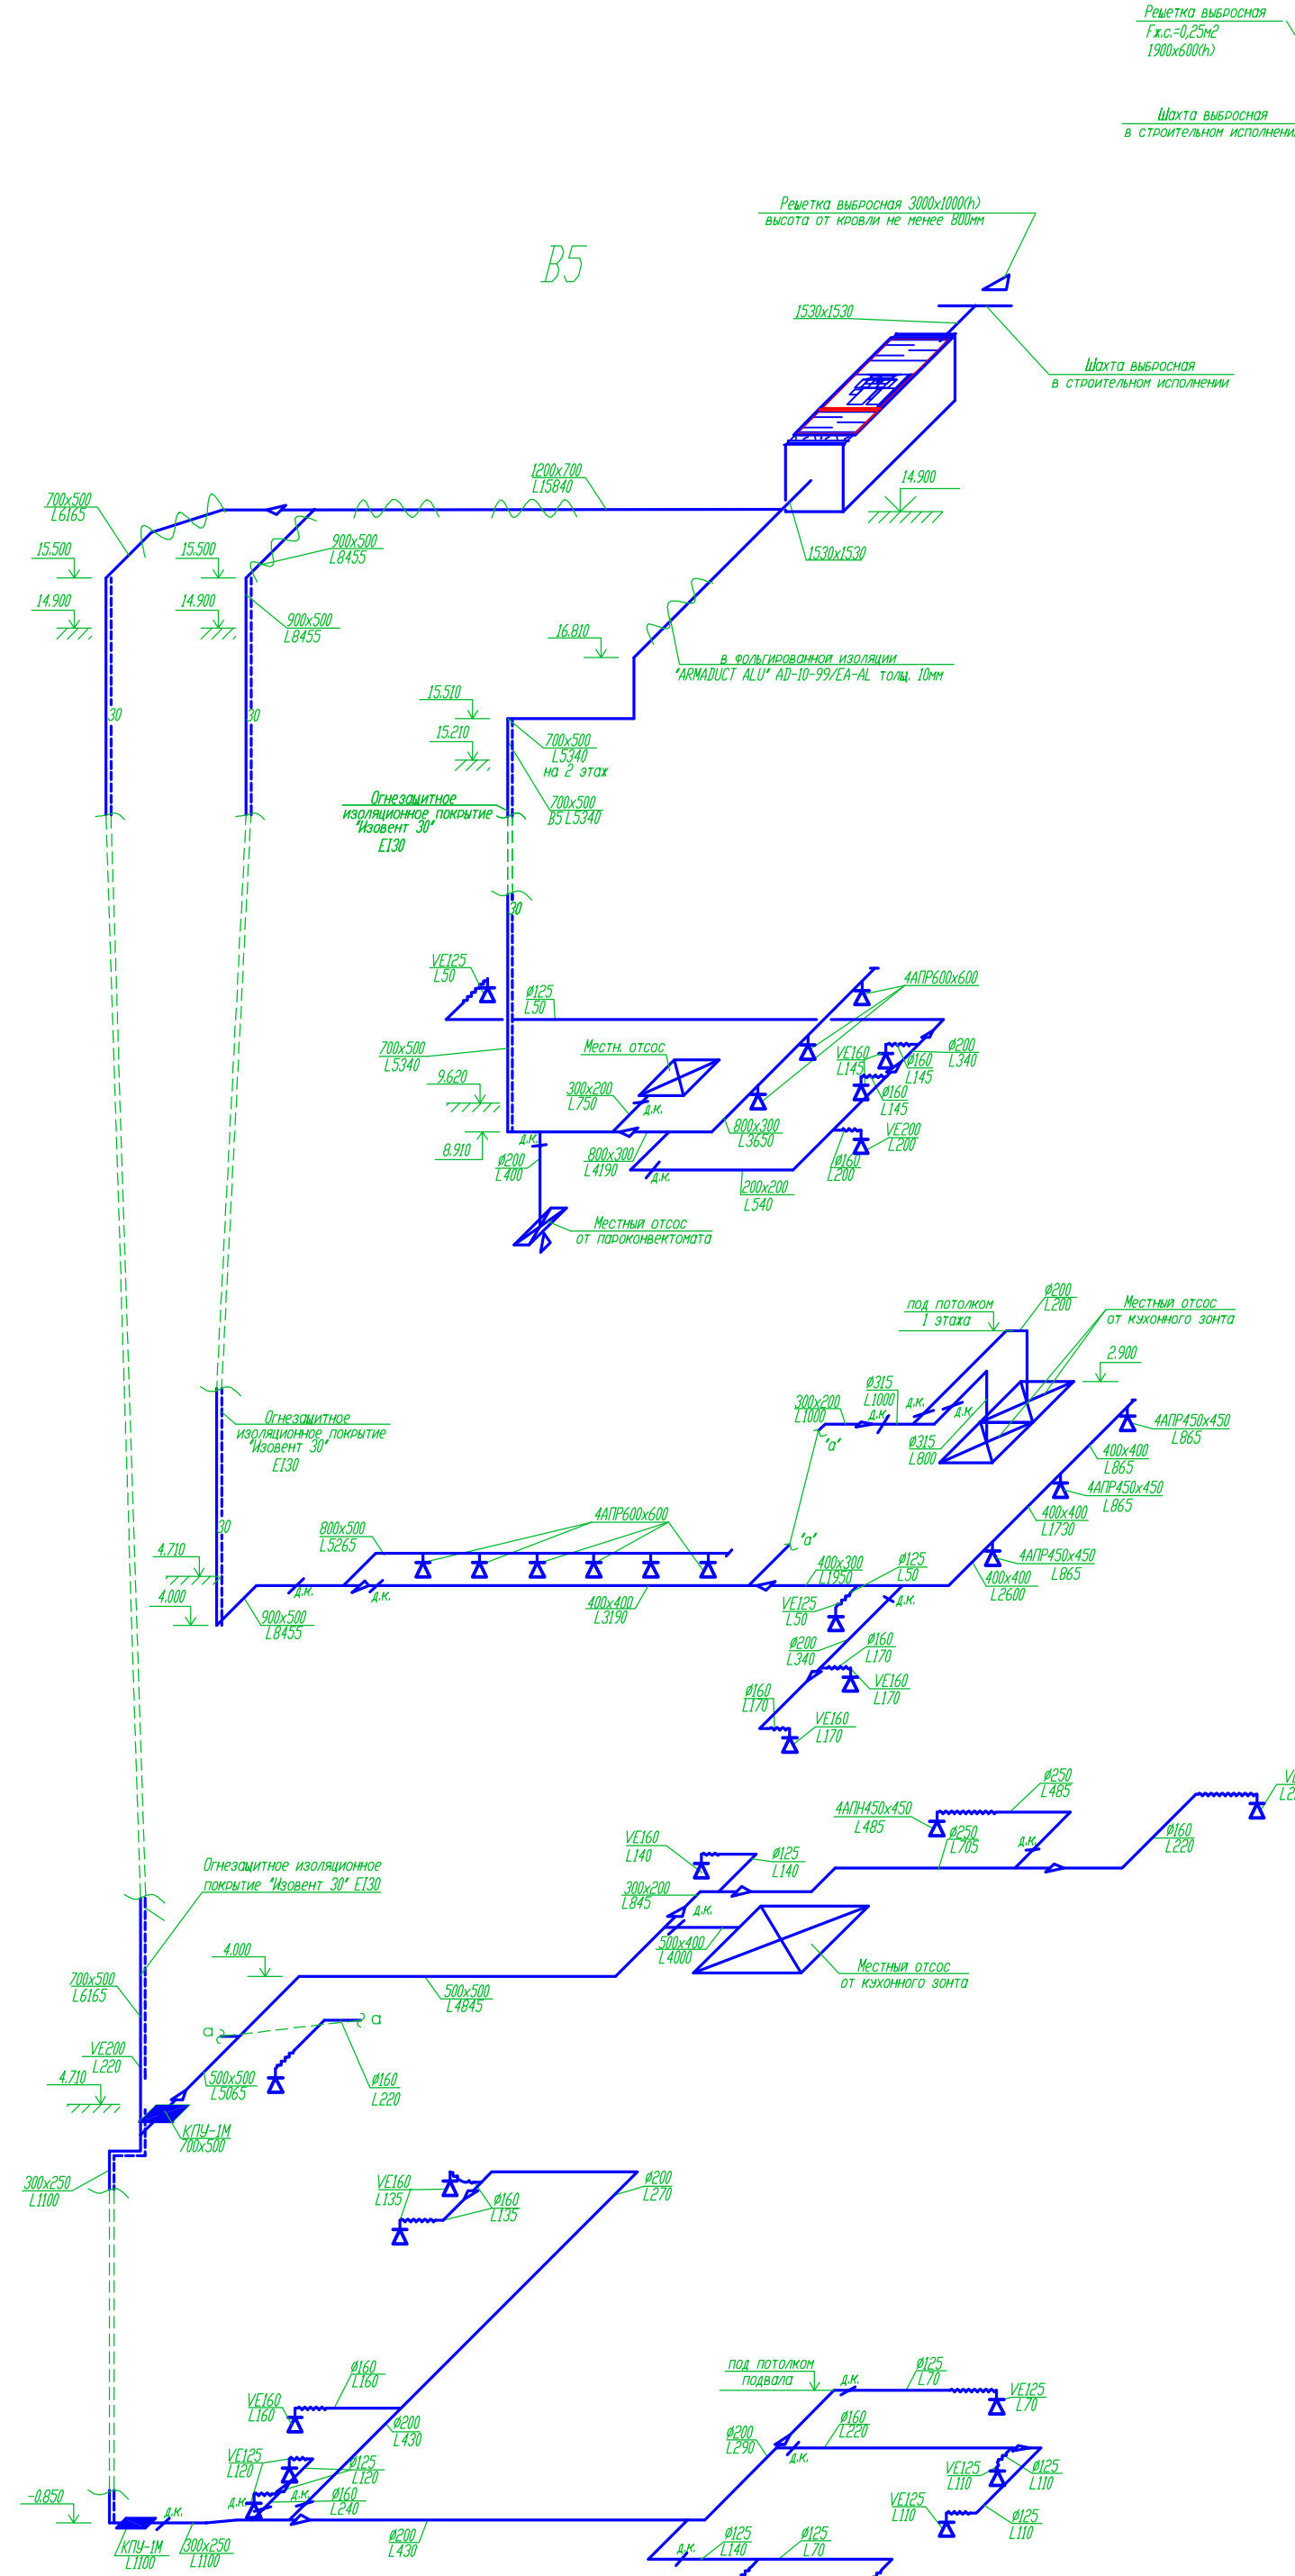 Решетка выбросная
Fж.с.=0,25м2
1900х600(h)
Шахта выбросная
в строительном исполнении
Решетка выбросная 3000х1000(h)
высота от кровли не менее 800мм
В5
1530х1530
Шахта выбросная
в строительном исполнении
14.900
1530х1530
1200х700
L15840
700х500
L6165
900х500
L8455
15.500
15.500
14.900
14.900
900х500
L8455
16.810
в фольгированной изоляции
"ARMADUCT ALU" AD-10-99/EA-AL толщ. 10мм
15.510
15.210
30
30
700х500
L5340
на 2 этаж
700х500
В5 L5340
Огнезащитное
изоляционное покрытие
"Изовент 30"
EI30
30
VE125
L50
ø125
L50
4АПР600х600
700х500
L5340
Местн. отсос
VE160
L145
ø160
L145
ø200
L340
9.620
300х200
L750
д.к.
ø160
L145
800х300
L3650
VE200
L200
8.910
д.к.
ø200
L400
800х300
L4190
д.к.
ø160
L200
200х200
L540
Местный отсос
от пароконвектомата
под потолком
1 этажа
ø200
L200
Местный отсос
от кухонного зонта
2.900
ø315
L1000
300х200
L1000
д.к.
д.к.
д.к.
"а"
ø315
L800
4АПР450х450
L865
400х400
L865
4АПР450х450
L865
400х400
L1730
4АПР450х450
L865
400х400
L2600
Огнезащитное
изоляционное покрытие
"Изовент 30"
EI30
30
800х500
L5265
4АПР600х600
"а"
4.710
4.000
д.к.
д.к.
900х500
L8455
400х400
L3190
400х300
L1950
ø125
L50
VE125
L50
д.к.
ø200
L340
ø160
L170
VE160
L170
ø160
L170
VE160
L170
ø250
L485
4АПН450х450
L485
ø250
L705
д.к.
ø160
L220
VE160
L140
ø125
L140
300х200
L845
д.к.
500х400
L4000
Местный отсос
от кухонного зонта
Огнезащитное изоляционное
покрытие "Изовент 30" EI30
4.000
700х500
L6165
500х500
L4845
а
а
VE200
L220
4.710
500х500
L5065
ø160
L220
КПУ-1М
700х500
300х250
L1100
VE160
L135
ø160
L135
ø200
L270
ø160
L160
VE160
L160
ø200
L430
VE125
L120
ø125
L120
ø160
L240
д.к.
д.к.
-0.850
д.к.
КПУ-1М
L1100
300х250
L1100
ø200
L430
под потолком
подвала
д.к.
ø125
L70
VE125
L70
ø200
L290
ø160
L220
д.к.
VE125
L110
ø125
L110
VE125
L110
ø125
L110
д.к.
ø125
L140
ø125
L70